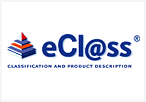 eCl@ss®
CLASSIFICATION AND PRODUCT DESCRIPTION